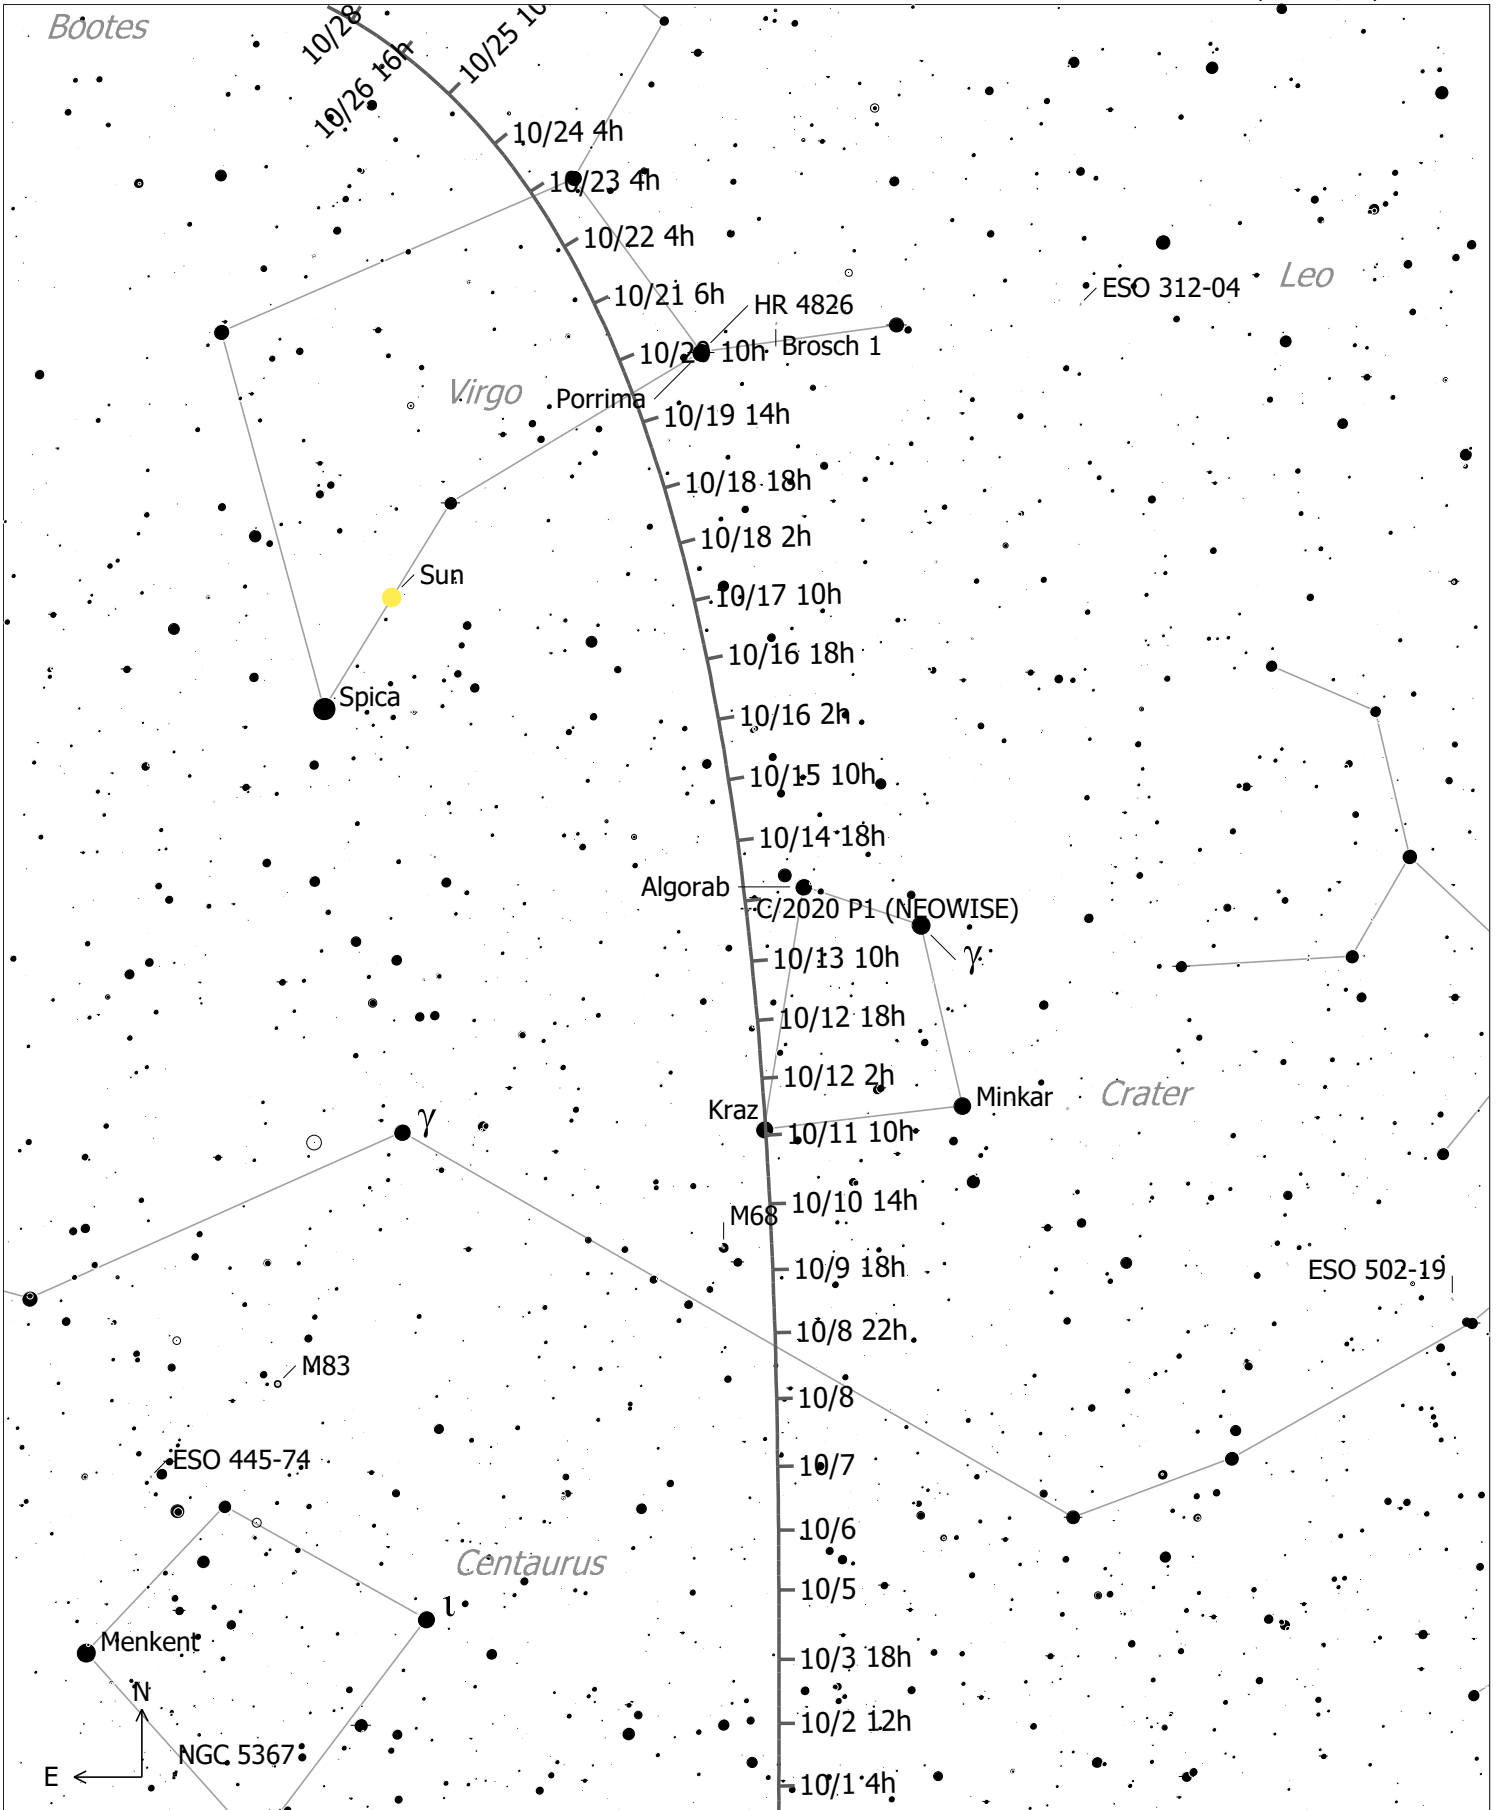 Bootes
10/28
10/25 10
10/26 16h
10/24 4h
10/23 4h
10/22 4h
Leo
ESO 312-04
10/21 6h
HR 4826
Brosch 1
10/20 10h
Virgo
Porrima
10/19 14h
10/18 18h
10/18 2h
Sun
10/17 10h
10/16 18h
Spica
10/16 2h
10/15 10h
10/14 18h
Algorab
C/2020 P1 (NEOWISE)
10/13 10h
γ
10/12 18h
10/12 2h
Minkar
Crater
Kraz
γ
10/11 10h
10/10 14h
M68
10/9 18h
ESO 502-19
10/8 22h
M83
10/8
ESO 445-74
10/7
10/6
Centaurus
10/5
ι
Menkent
10/3 18h
N
10/2 12h
NGC 5367
E
10/1 4h